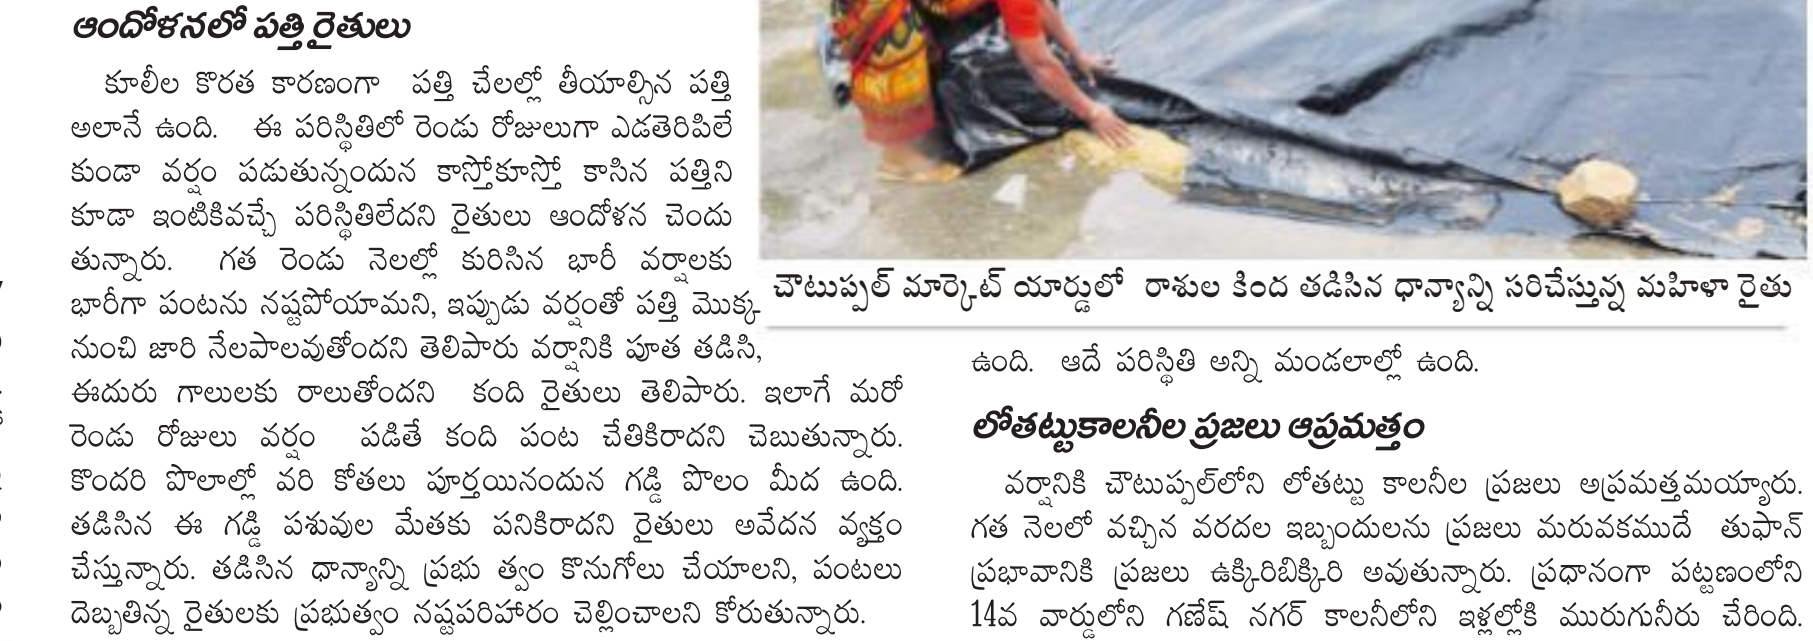 ఆందోళనలో పత్తి రైతులు
కూలీల కొరత కారణంగా పత్తి చేలల్లో తీయాల్సిన పత్తి
అలానే ఉంది. ఈ పరిస్థితిలో రెండు రోజులుగా ఎడతెరిపిలే
కుండా వర్షం పడుతున్నందున కాస్తోకూస్తో కాసిన పత్తిని
కూడా ఇంటికివచ్చే పరిస్థితిలేదని రైతులు ఆందోళన చెందు
తున్నారు. గత రెండు నెలల్లో కురిసిన భారీ వర్షాలకు
భారీగా పంటను నష్టపోయామని, ఇప్పుడు వర్షంతో పత్తి మొక్క
నుంచి జారి నేలపాలవుతోందని తెలిపారు వర్షానికి పూత తడిసి,
ఈదురు గాలులకు రాలుతోందని కంది రైతులు తెలిపారు. ఇలాగే మరో
రెండు రోజులు వర్షం పడితే కంది పంట చేతికిరాదని చెబుతున్నారు.
కొందరి పొలాల్లో వరి కోతలు పూర్తయినందున గడ్డి పొలం మీద ఉంది.
తడిసిన ఈ గడ్డి పశువుల మేతకు పనికిరాదని రైతులు అవేదన వ్యక్తం
చేస్తున్నారు. తడిసిన ధాన్యాన్ని ప్రభు త్వం కొనుగోలు చేయాలని, పంటలు
దెబ్బతిన్న రైతులకు ప్రభుత్వం నష్టపరిహారం చెల్లించాలని కోరుతున్నారు.
చౌటుప్పల్ మార్కెట్ యార్డులో రాశుల కింద తడిసిన ధాన్యాన్ని సరిచేస్తున్న మహిళా రైతు
ఉంది. ఆదే పరిస్థితి అన్ని మండలాల్లో ఉంది.
లోతట్టుకాలనీల ప్రజలు ఆప్రమత్తం
వర్షానికి చౌటుప్పల్‌లోని లోతట్టు కాలనీల ప్రజలు అప్రమత్తమయ్యారు.
గత నెలలో వచ్చిన వరదల ఇబ్బందులను ప్రజలు మరువకముదే తుఫాన్
ప్రభావానికి ప్రజలు ఉక్కిరిబిక్కిరి అవుతున్నారు. ప్రధానంగా పట్టణంలోని
14వ వార్డులోని గణేష్ నగర్ కాలనీలోని ఇళ్లల్లోకి మురుగునీరు చేరింది.